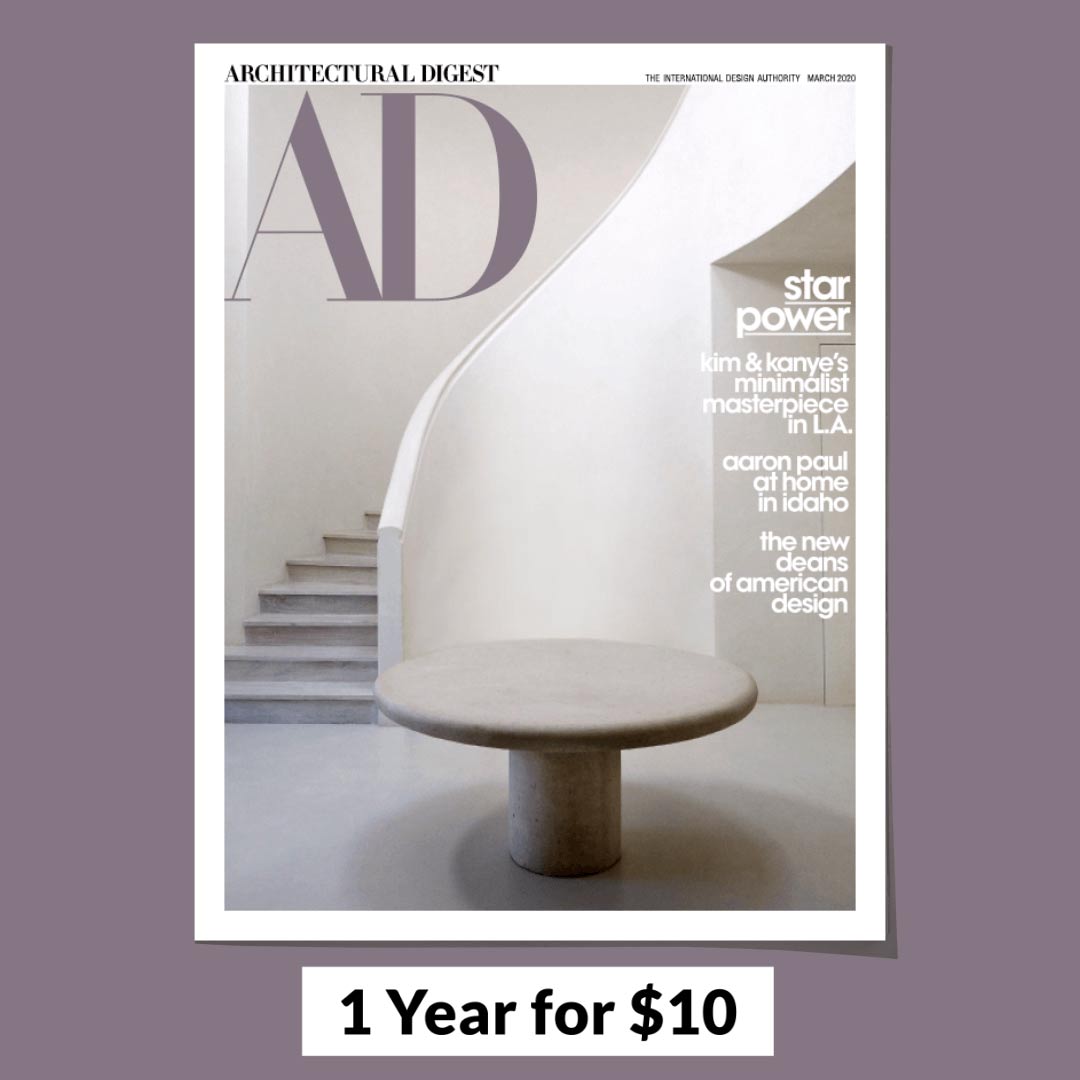 ARCHITECTURAL DIGEST
THE INTERNATIONAL DESIGN AUTHORITY MARCH 2020
AD
star
power
kim & kanye's
minimalist
masterpiece
in L.A.
aaron paul
at home
in idaho
the new
deans
of american
design
1 Year for $10